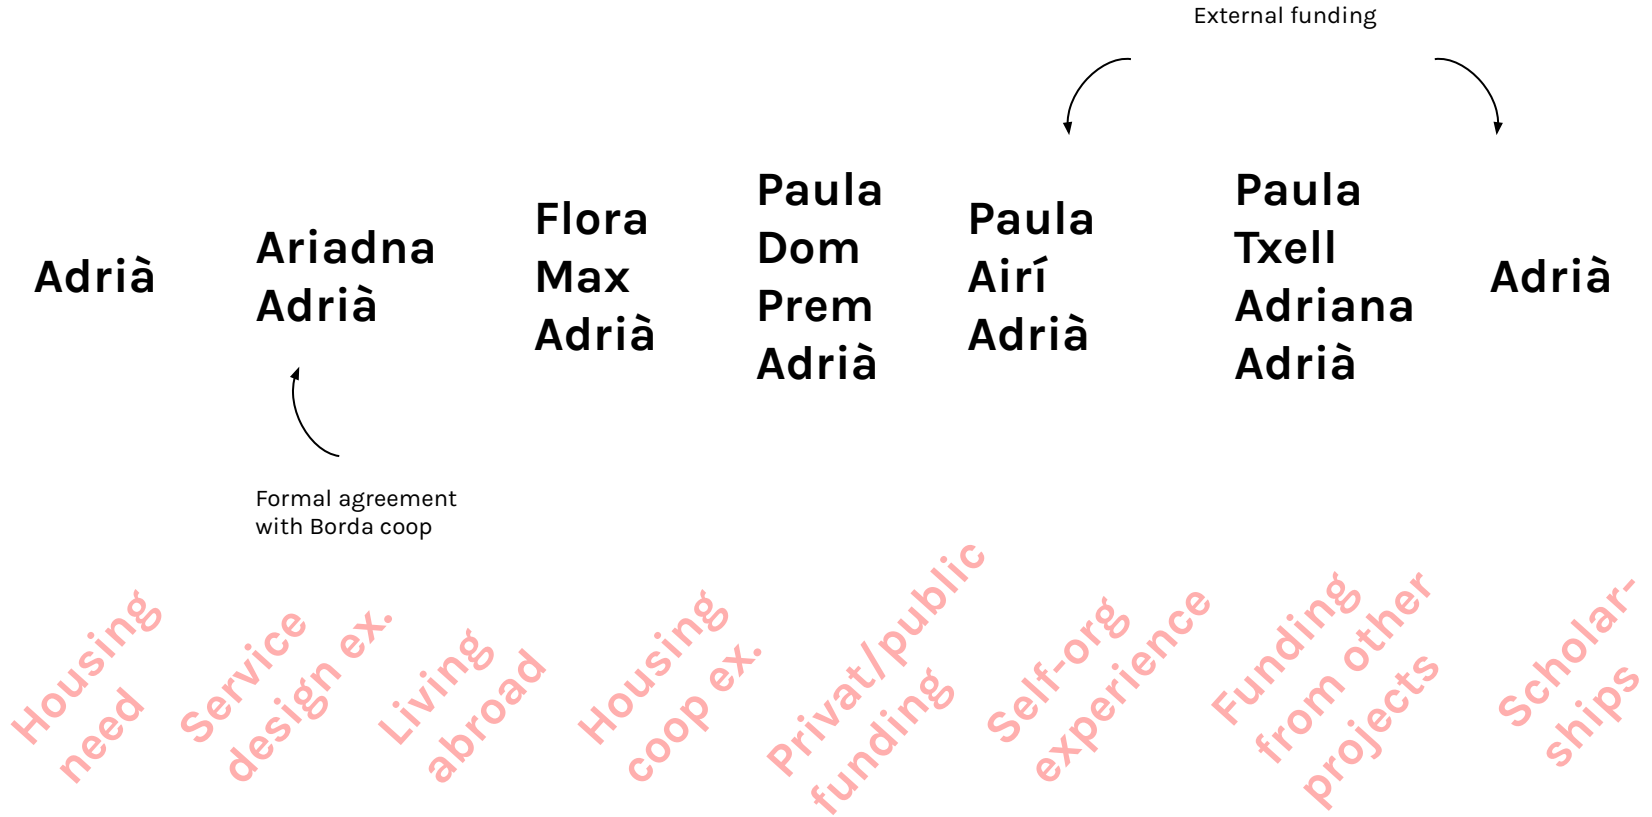 External funding
Adrià
Ariadna
Adrià
Flora
Max
Adrià
Paula
Dom
Prem
Adrià
Paula
Airí
Adrià
Paula
Txell
Adriana
Adrià
Adrià
Formal agreement
with Borda coop
Housing
need
Service
design ex.
Living
abroad
Housing
coop ex.
Privat/public
funding
Self-org
experience
Funding
from other
projects
Scholar-
ships